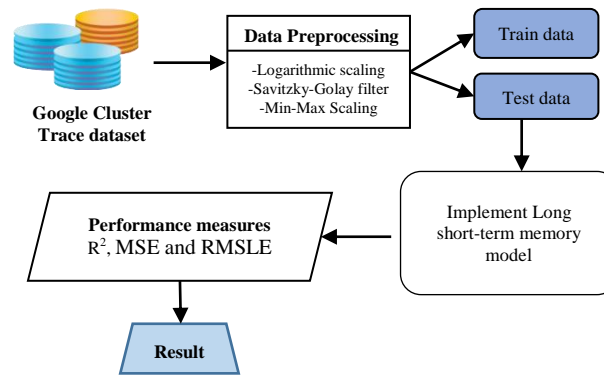 Google Cluster
Trace dataset
Data Preprocessing
-Logarithmic scaling
-Savitzky-Golay filter
-Min-Max Scaling
Train data
Test data
Implement Long
short-term memory
model
Performance measures
R², MSE and RMSLE
Result